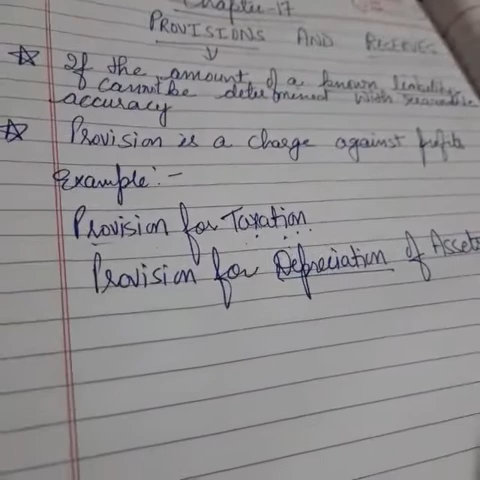 Chapter-17
PROVISIONS AND RESERVES
If the amount of a known liability
cannot be determined with reasonable
accuracy
Provision is a charge against profits
Example:-
Provision for Taxation.
Provision for Depreciation of Assets